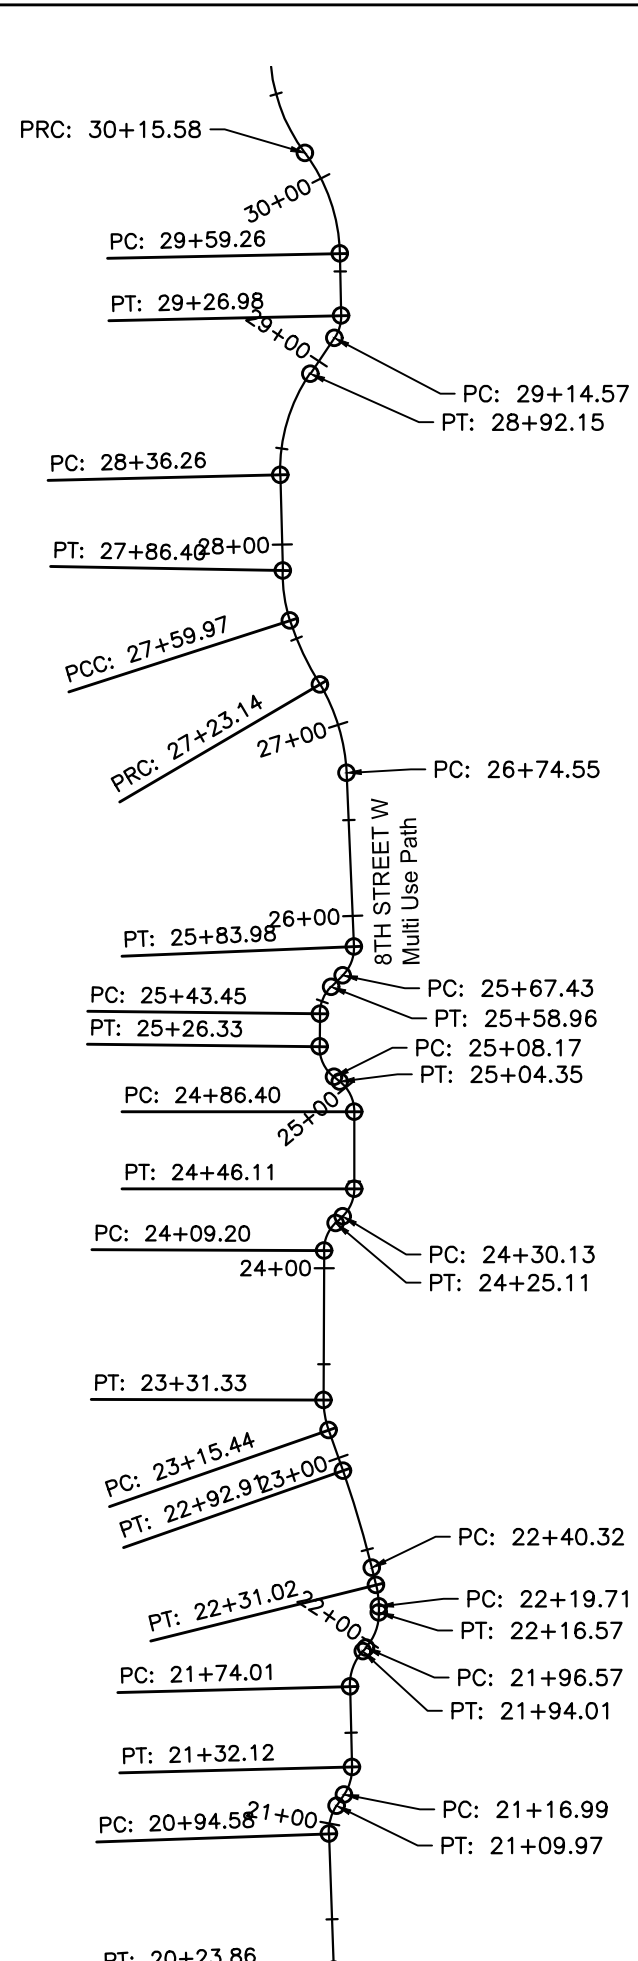 PRC: 30+15.58
30+00
PC: 29+59.26
PT: 29+26.98
29+00
PC: 29+14.57
PT: 28+92.15
PC: 28+36.26
28+00
PT: 27+86.40
PCC: 27+59.97
PRC: 27+23.14
27+00
PC: 26+74.55
8TH STREET W
Multi Use Path
26+00
PT: 25+83.98
PC: 25+67.43
PC: 25+43.45
PT: 25+58.96
PT: 25+26.33
PC: 25+08.17
PT: 25+04.35
PC: 24+86.40
25+00
PT: 24+46.11
PC: 24+09.20
PC: 24+30.13
24+00
PT: 24+25.11
PT: 23+31.33
PC: 23+15.44
23+00
PT: 22+92.91
PC: 22+40.32
PT: 22+31.02
PC: 22+19.71
22+00
PT: 22+16.57
PC: 21+74.01
PC: 21+96.57
PT: 21+94.01
PT: 21+32.12
PC: 21+16.99
21+00
PC: 20+94.58
PT: 21+09.97
PT: 20+23.86